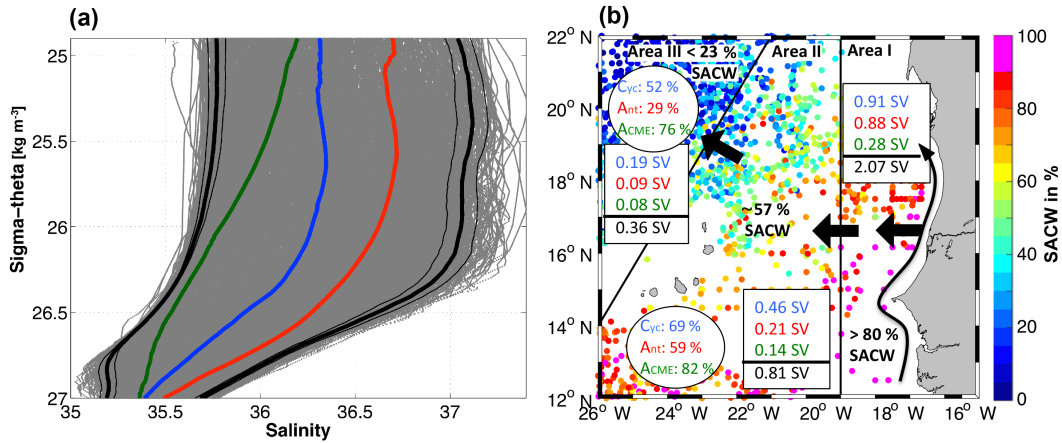 (a)
25
25.5
26
26.5
27
Sigma−theta [kg m⁻³]
35
35.5
36
36.5
37
Salinity
(b)
22° N
20° N
18° N
16° N
14° N
12° N
26° W
24° W
22° W
20° W
18° W
16° W
Area III < 23 %
SACW
Area II
Area I
Cyc: 52 %
Ant: 29 %
ACME: 76 %
0.19 SV
0.09 SV
0.08 SV
0.36 SV
0.91 SV
0.88 SV
0.28 SV
2.07 SV
~57 %
SACW
Cyc: 69 %
Ant: 59 %
ACME: 82 %
0.46 SV
0.21 SV
0.14 SV
0.81 SV
> 80 %
SACW
100
90
80
70
60
50
40
30
20
10
0
SACW in %